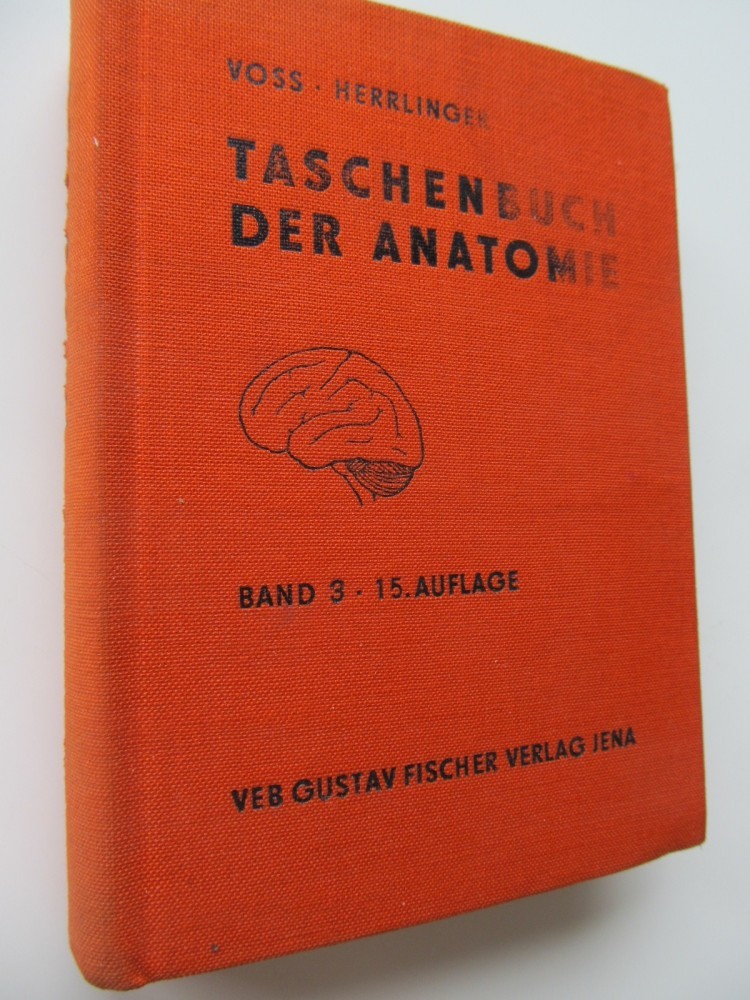 VOSS · HERRLINGER
TASCHENBUCH
DER ANATOMIE
BAND 3 · 15. AUFLAGE
VEB GUSTAV FISCHER VERLAG JENA